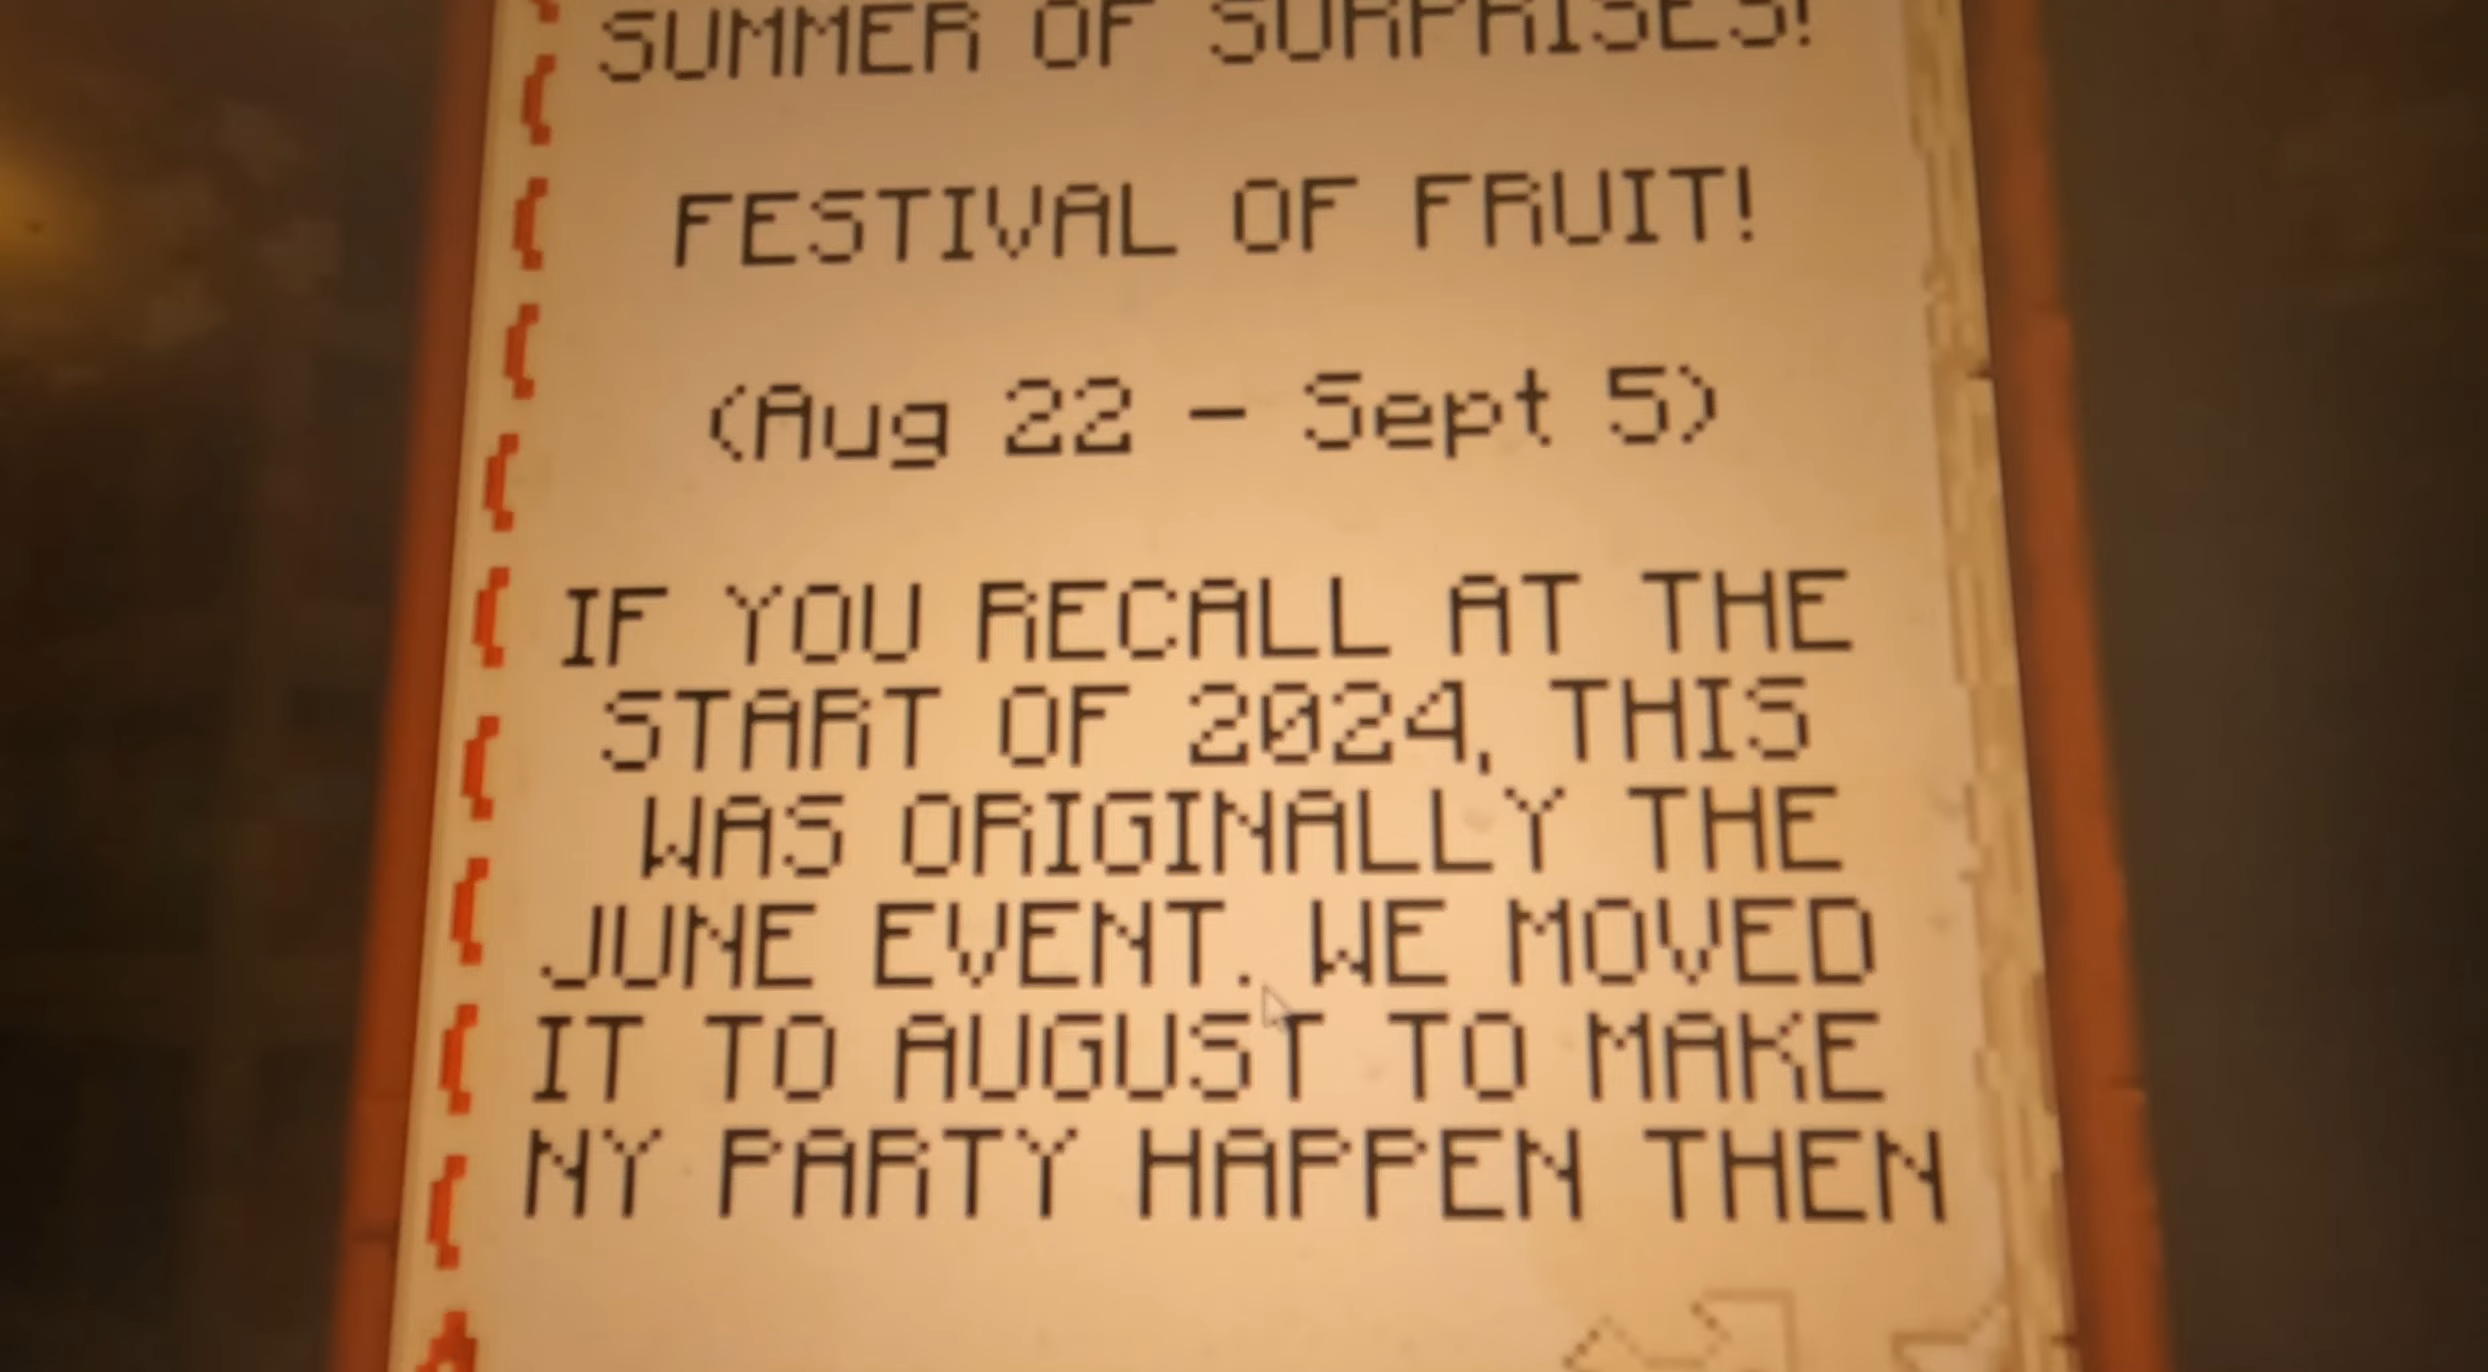 SUMMER OF SURPRISES!
FESTIVAL OF FRUIT!
(Aug 22 - Sept 5)
IF YOU RECALL AT THE
START OF 2024, THIS
WAS ORIGINALLY THE
JUNE EVENT. WE MOVED
IT TO AUGUST TO MAKE
NY PARTY HAPPEN THEN